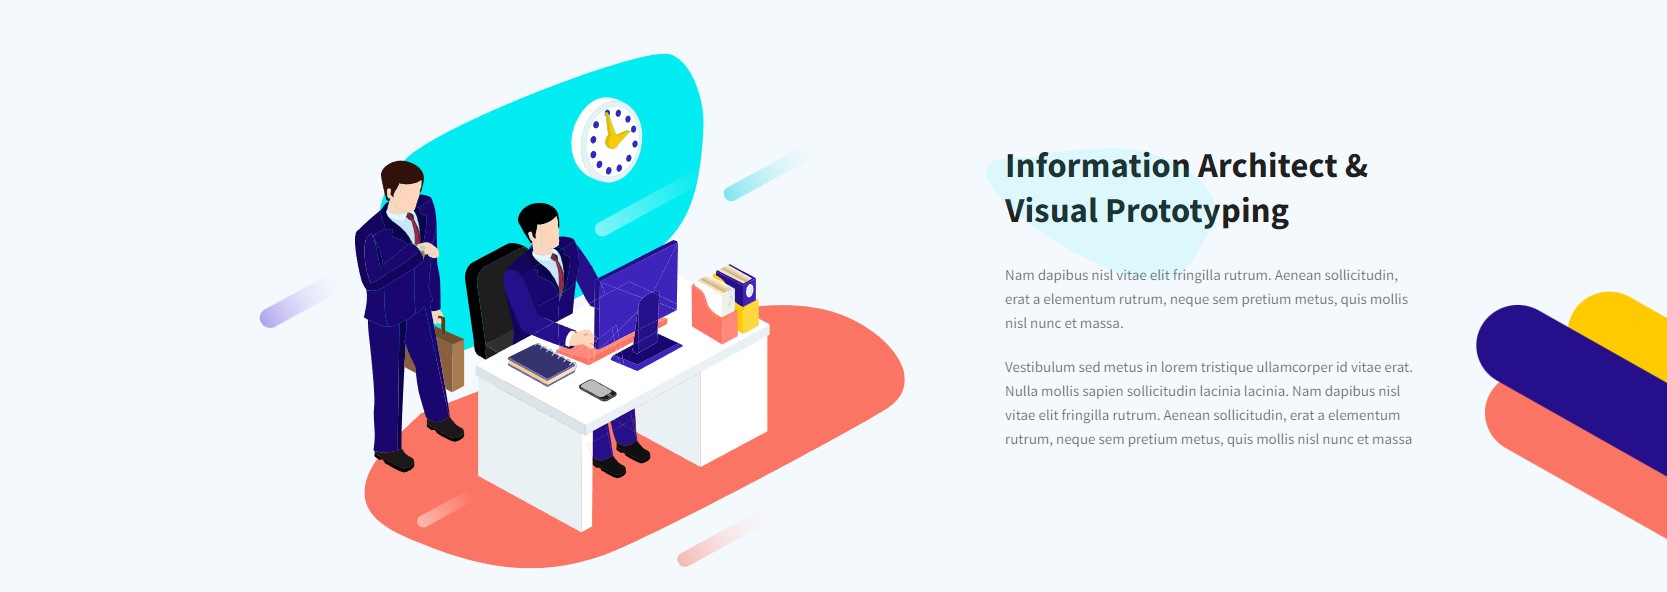 Information Architect &
Visual Prototyping
Nam dapibus nisl vitae elit fringilla rutrum. Aenean sollicitudin,
erat a elementum rutrum, neque sem pretium metus, quis mollis
nisl nunc et massa.
Vestibulum sed metus in lorem tristique ullamcorper id vitae erat.
Nulla mollis sapien sollicitudin lacinia lacinia. Nam dapibus nisl
vitae elit fringilla rutrum. Aenean sollicitudin, erat a elementum
rutrum, neque sem pretium metus, quis mollis nisl nunc et massa